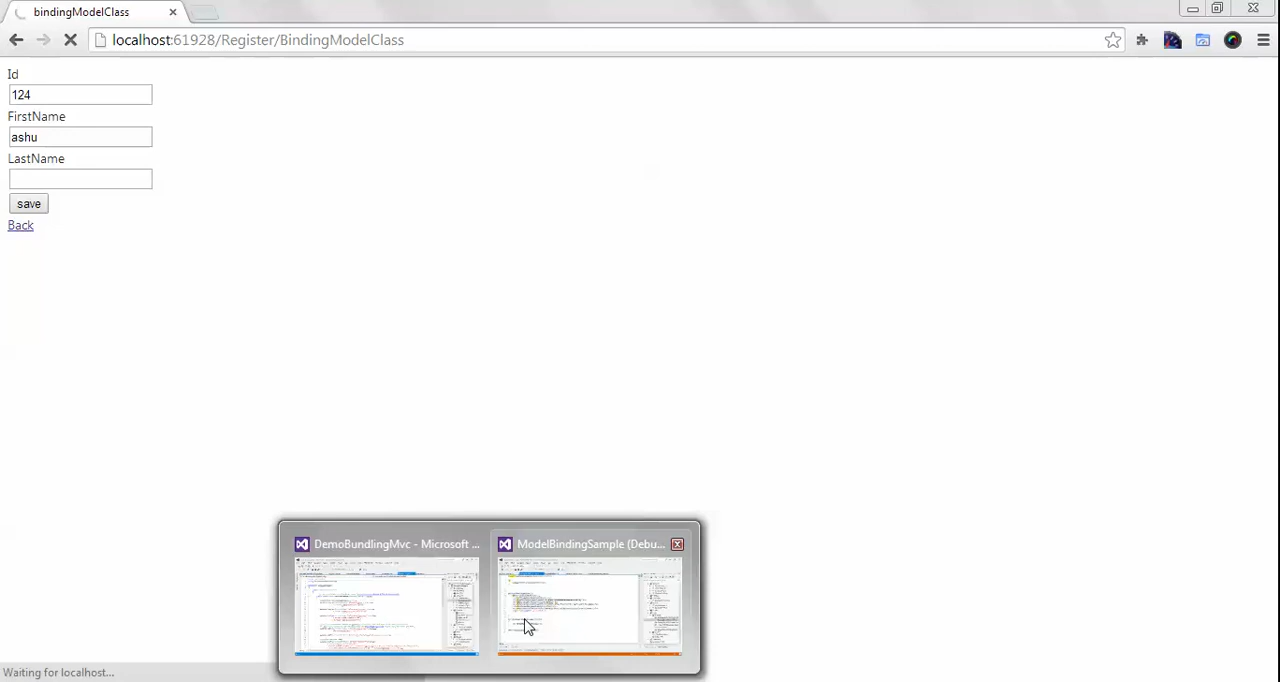 bindingModelClass
localhost:61928/Register/BindingModelClass
Id
124
FirstName
ashu
LastName
save
Back
DemoBundlingMvc - Microsoft ...
ModelBindingSample (Debu...
Waiting for localhost...